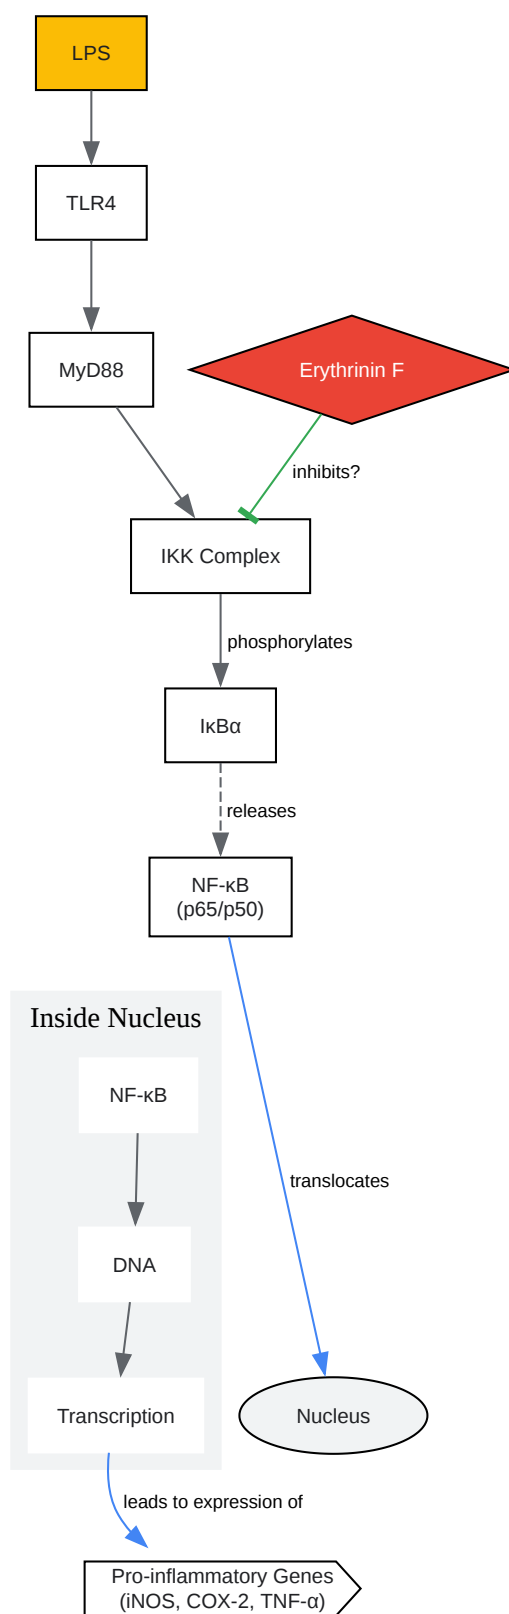 LPS
TLR4
MyD88
Erythrinin F
inhibits?
IKK Complex
phosphorylates
IκBα
releases
NF-κB
(p65/p50)
Inside Nucleus
NF-κB
translocates
DNA
Transcription
Nucleus
leads to expression of
Pro-inflammatory Genes
(iNOS, COX-2, TNF-α)